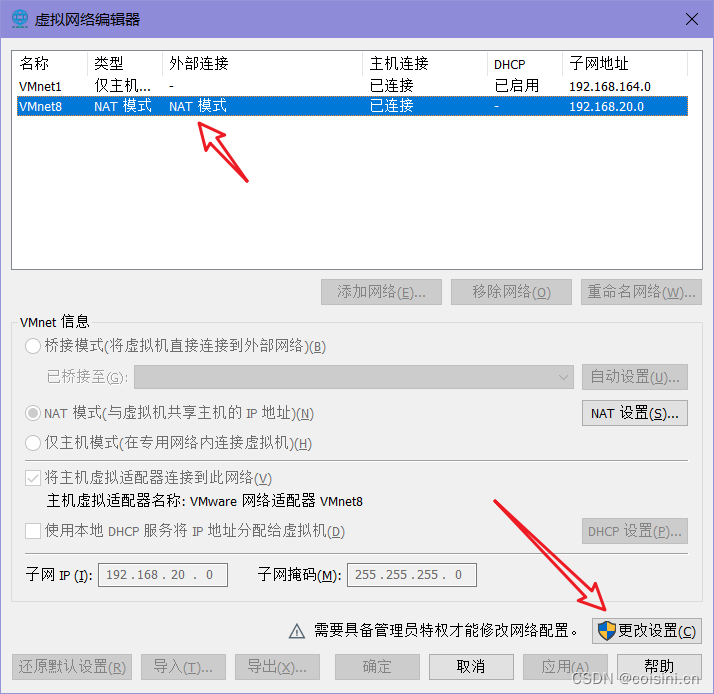 虚拟网络编辑器
名称 类型 外部连接 主机连接 DHCP 子网地址
VMnet1 仅主机... - 已连接 已启用 192.168.164.0
VMnet8 NAT 模式 NAT 模式 已连接 - 192.168.20.0
添加网络(E)... 移除网络(O) 重命名网络(W)...
VMnet 信息
桥接模式(将虚拟机直接连接到外部网络)(B)
已桥接至(G): 自动设置(U)...
NAT 模式(与虚拟机共享主机的 IP 地址)(N) NAT 设置(S)...
仅主机模式(在专用网络内连接虚拟机)(H)
将主机虚拟适配器连接到此网络(V)
主机虚拟适配器名称: VMware 网络适配器 VMnet8
使用本地 DHCP 服务将 IP 地址分配给虚拟机(D) DHCP 设置(P)...
子网 IP (I): 192 . 168 . 20 . 0 子网掩码(M): 255 . 255 . 255 . 0
需要具备管理员特权才能修改网络配置。 更改设置(C)
还原默认设置(R) 导入(T)... 导出(X)... 确定 取消 应用(A) 帮助
CSDN @coisini.cn